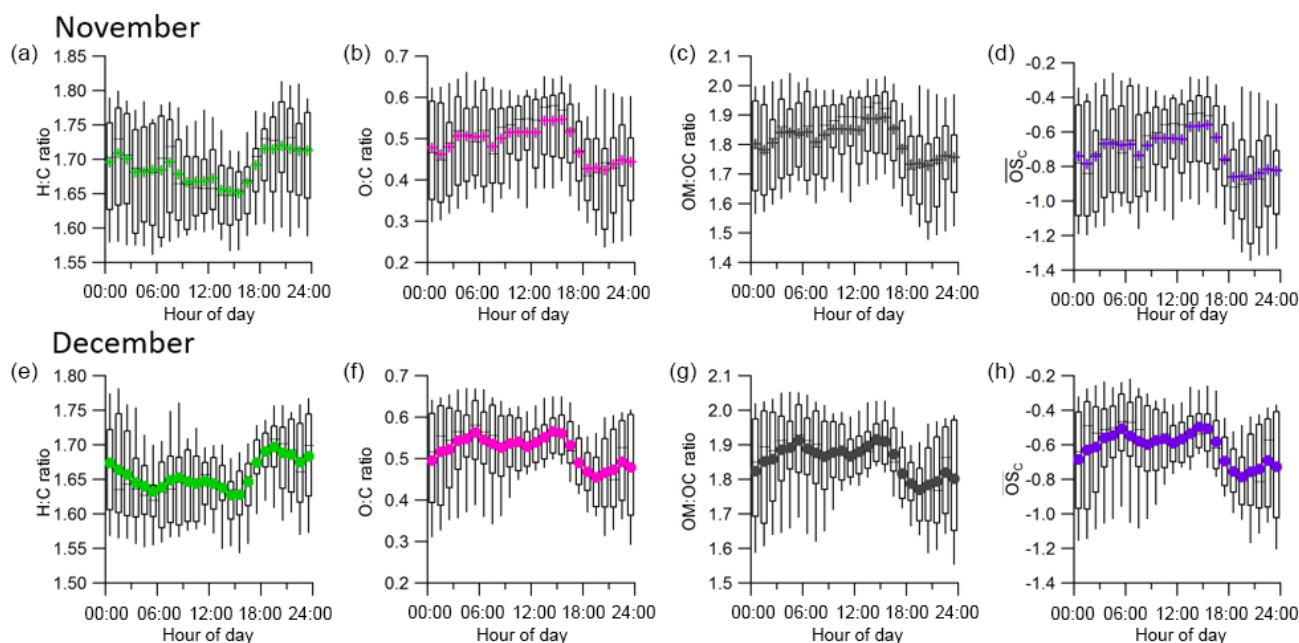 November
(a) (b) (c) (d)
1.85 0.7 2.1 -0.2
1.80 0.6 2.0 -0.4
1.75 0.5 1.9 -0.6
1.70 0.4 1.8 -0.8
1.65 0.3 1.7 -1.0
1.60 0.2 1.6 -1.2
1.55 1.5 -1.4
1.4
H:C ratio O:C ratio OM:OC ratio OSC
00:00 06:00 12:00 18:00 24:00 00:00 06:00 12:00 18:00 24:00 00:00 06:00 12:00 18:00 24:00 00:00 06:00 12:00 18:00 24:00
Hour of day Hour of day Hour of day Hour of day
December
(e) (f) (g) (h)
1.80 0.7 2.1 -0.2
1.75 0.6 2.0 -0.4
1.70 0.5 1.9 -0.6
1.65 0.4 1.8 -0.8
1.60 0.3 1.7 -1.0
1.55 0.2 1.6 -1.2
1.50 1.5 -1.4
H:C ratio O:C ratio OM:OC ratio OSC
00:00 06:00 12:00 18:00 24:00 00:00 06:00 12:00 18:00 24:00 00:00 06:00 12:00 18:00 24:00 00:00 06:00 12:00 18:00 24:00
Hour of day Hour of day Hour of day Hour of day